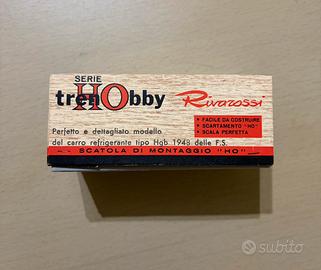 SERIE
trenHObby
Rivarossi
• FACILE DA COSTRUIRE
• SCARTAMENTO "HO"
• SCALA PERFETTA
Perfetto e dettagliato modello
del carro refrigerante tipo Hgb 1948 delle F.S.
SCATOLA DI MONTAGGIO "HO"
subito